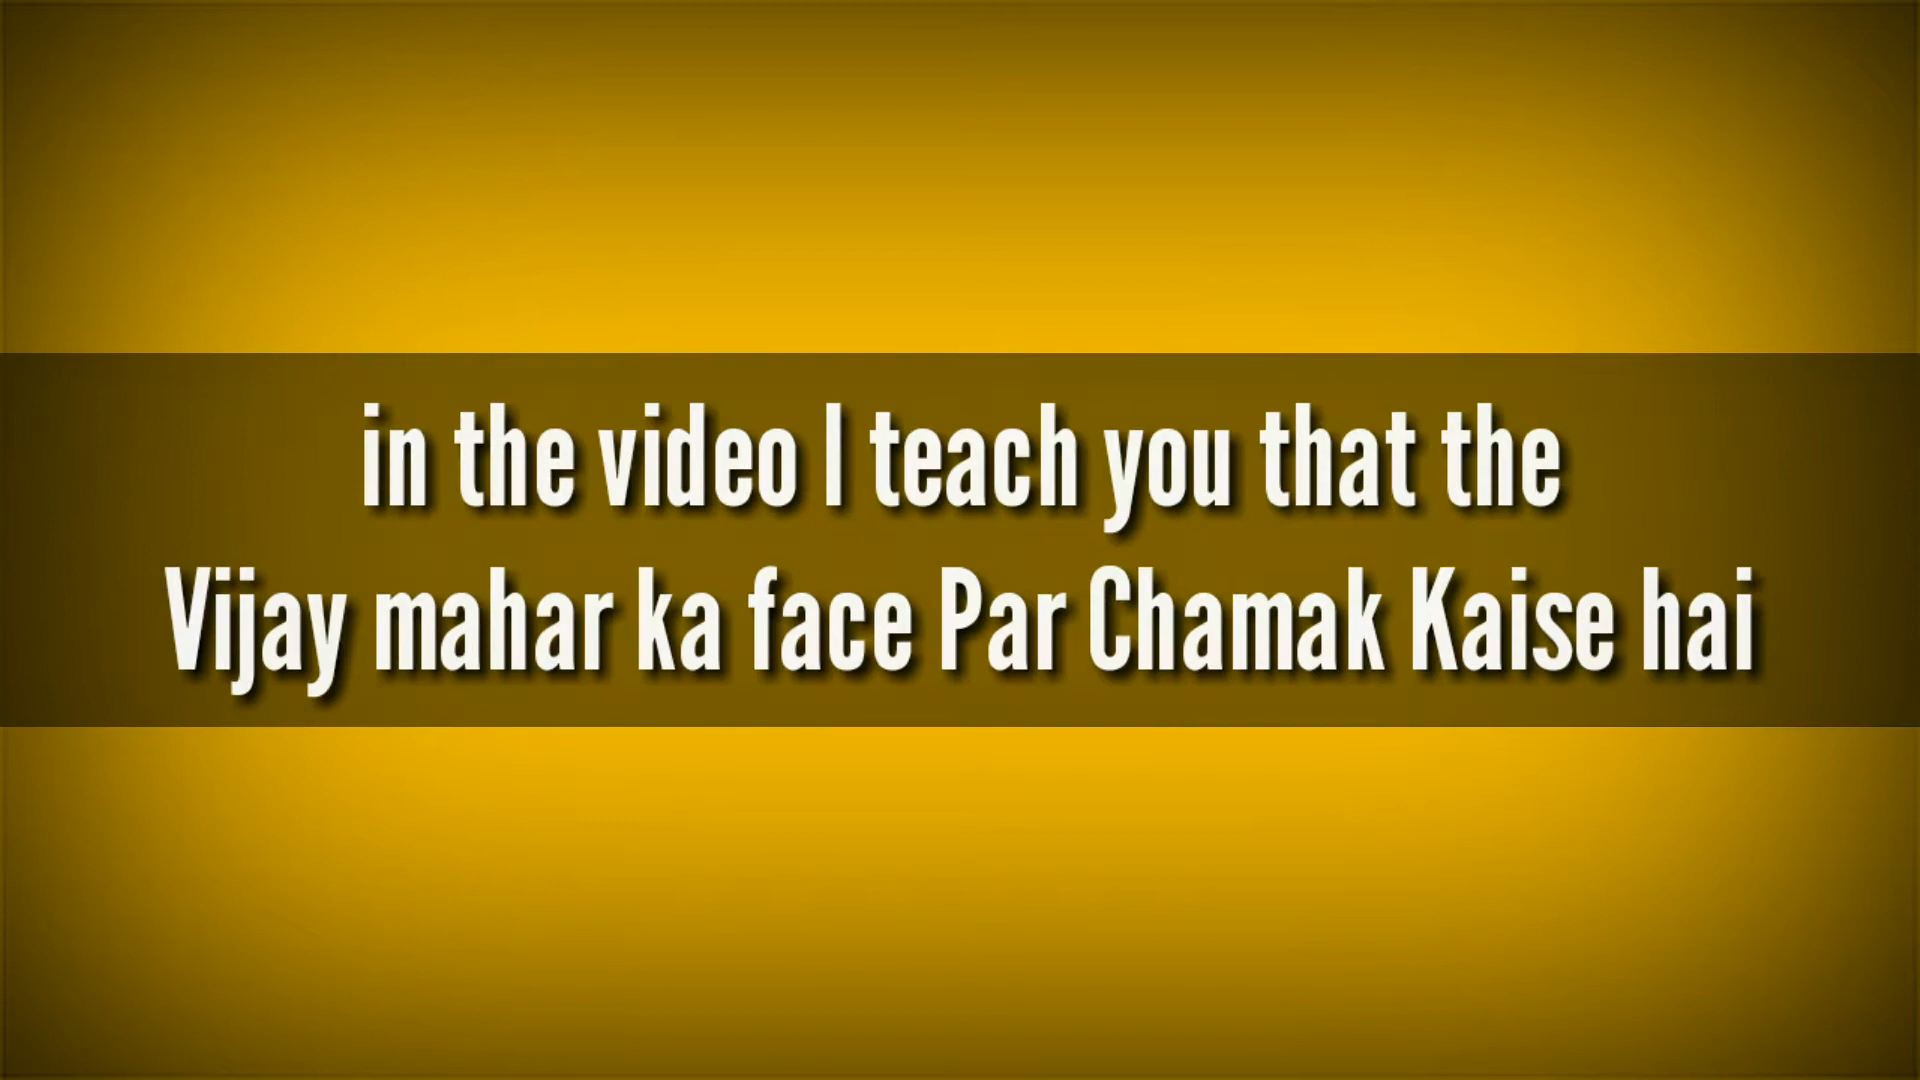 in the video I teach you that the
Vijay mahar ka face Par Chamak Kaise hai